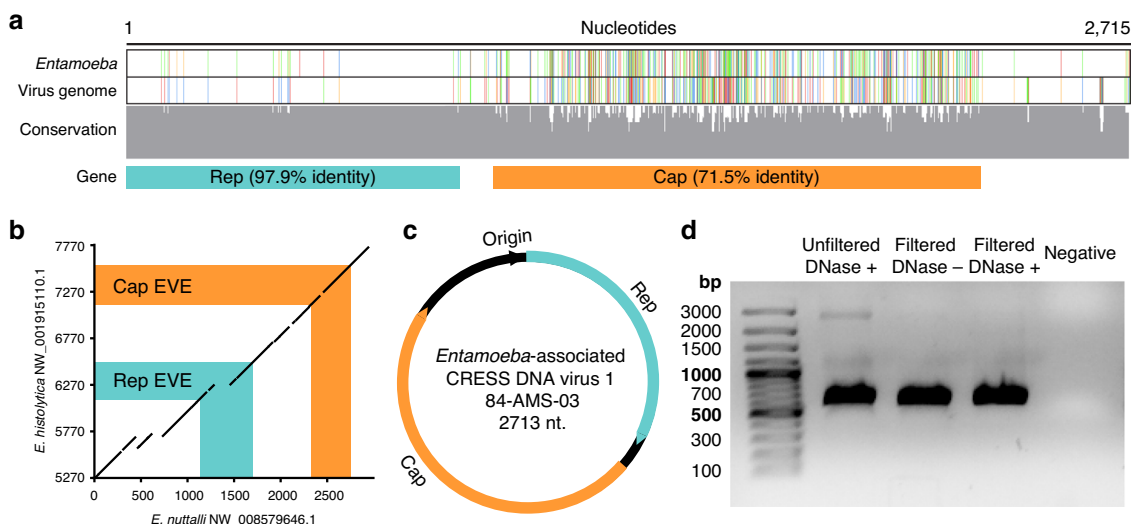 a
1 Nucleotides 2,715
Entamoeba
Virus genome
Conservation
Gene Rep (97.9% identity) Cap (71.5% identity)
b
7770
7270
6770
6270
5770
5270
E. histolytica NW_001915110.1
Cap EVE
Rep EVE
0 500 1000 1500 2000 2500
E. nuttalli NW_008579646.1
c
Origin
Rep
Cap
Entamoeba-associated
CRESS DNA virus 1
84-AMS-03
2713 nt.
d
Unfiltered Filtered Filtered Negative
DNase + DNase – DNase +
bp
3000
2000
1500
1000
700
500
300
100